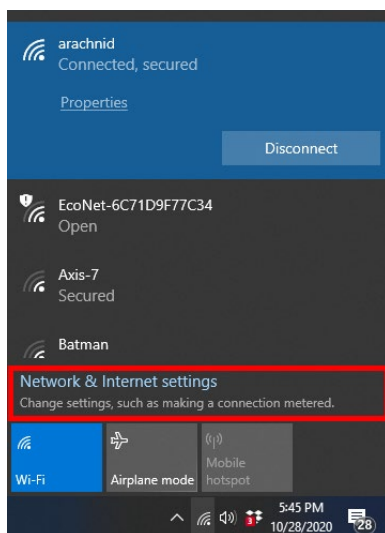 arachnid
Connected, secured
Properties
Disconnect
EcoNet-6C71D9F77C34
Open
Axis-7
Secured
Batman
Network & Internet settings
Change settings, such as making a connection metered.
Wi-Fi
Airplane mode
Mobile
hotspot
3
5:45 PM
10/28/2020
28